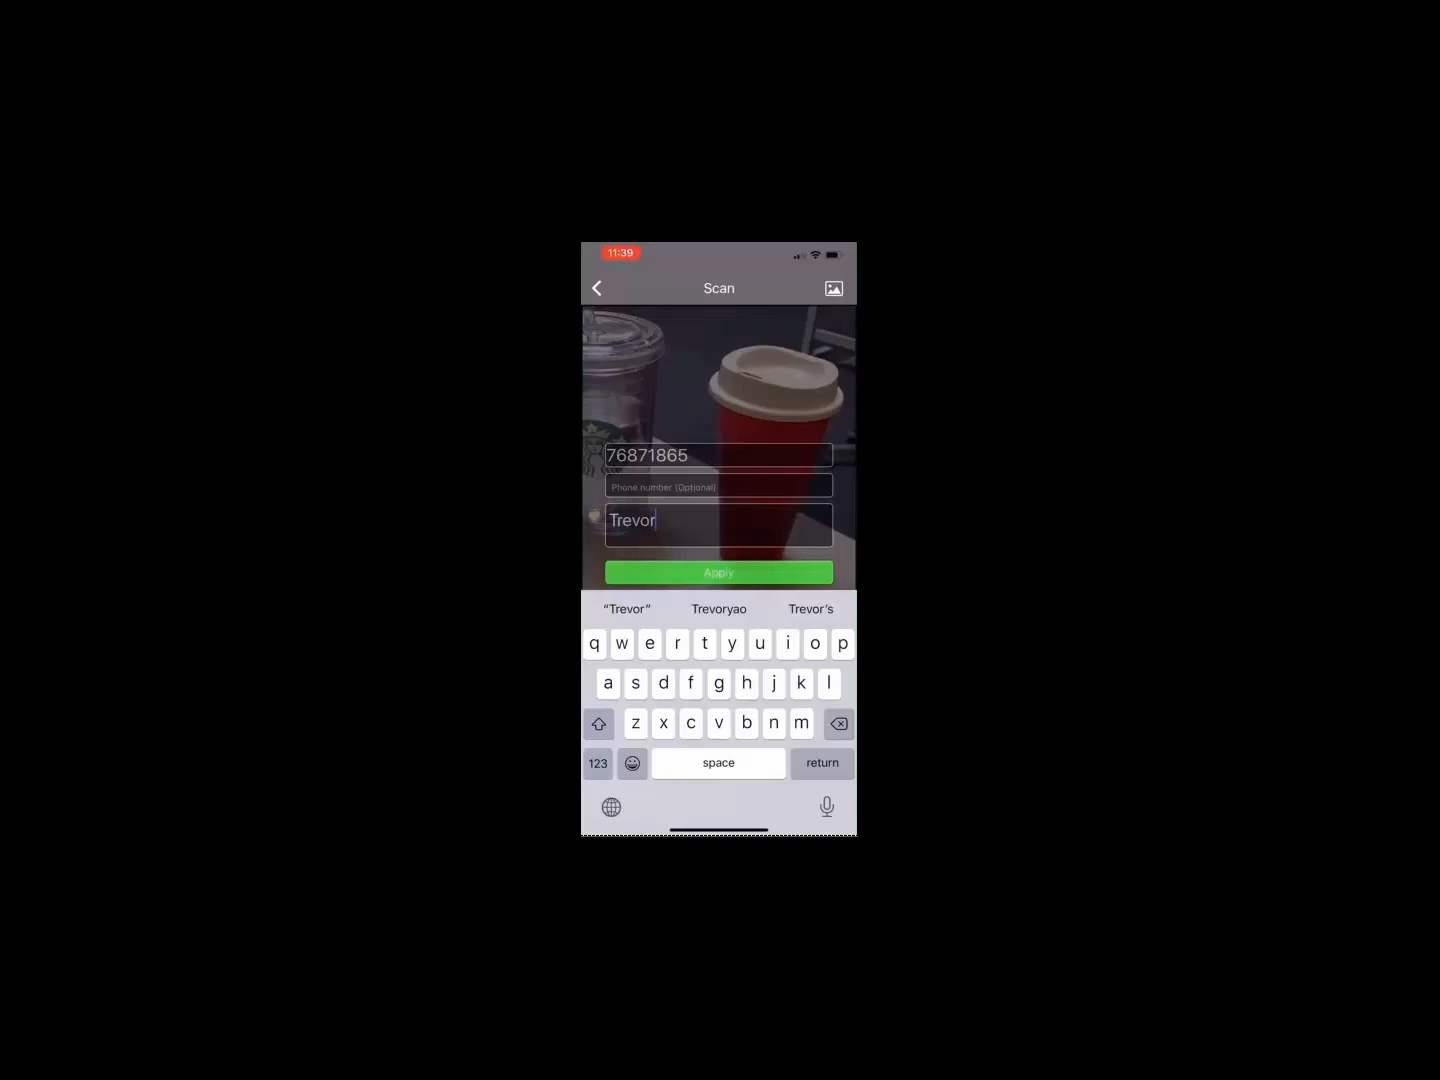 11:39
Scan
76871865
Phone number (Optional)
Trevor
Apply
“Trevor” Trevoryao Trevor’s
q w e r t y u i o p
a s d f g h j k l
z x c v b n m
123 space return